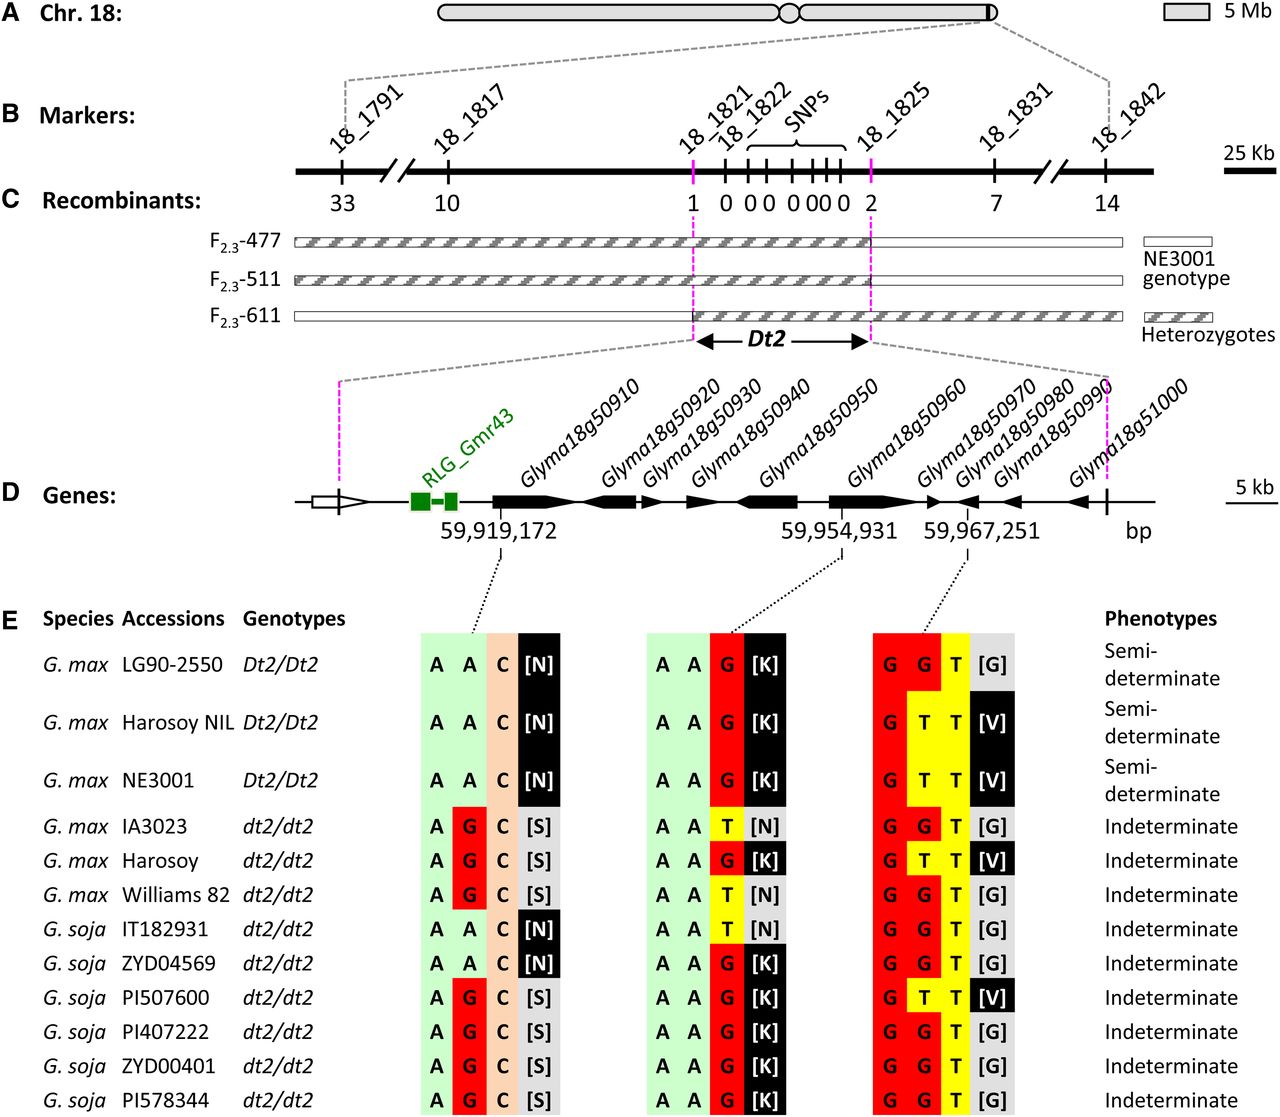 A Chr. 18: 5 Mb
B Markers: 18_1791 18_1817 18_1821 18_1822 SNPs 18_1825 18_1831 18_1842 25 Kb
C Recombinants: 33 10 1 0 0 0 0 0 0 0 2 7 14
F2.3-477 NE3001 genotype
F2.3-511
F2.3-611 Heterozygotes
Dt2
RLG_Gmr43 Glyma18g50910 Glyma18g50920 Glyma18g50930 Glyma18g50940 Glyma18g50950 Glyma18g50960 Glyma18g50970 Glyma18g50980 Glyma18g50990 Glyma18g51000
D Genes: 5 kb
59,919,172 59,954,931 59,967,251 bp
E Species Accessions Genotypes Phenotypes
G. max LG90-2550 Dt2/Dt2 A A C [N] A A G [K] G G T [G] Semi-determinate
G. max Harosoy NIL Dt2/Dt2 A A C [N] A A G [K] G T T [V] Semi-determinate
G. max NE3001 Dt2/Dt2 A A C [N] A A G [K] G T T [V] Semi-determinate
G. max IA3023 dt2/dt2 A G C [S] A A T [N] G G T [G] Indeterminate
G. max Harosoy dt2/dt2 A G C [S] A A G [K] G T T [V] Indeterminate
G. max Williams 82 dt2/dt2 A G C [S] A A T [N] G G T [G] Indeterminate
G. soja IT182931 dt2/dt2 A A C [N] A A T [N] G G T [G] Indeterminate
G. soja ZYD04569 dt2/dt2 A A C [N] A A G [K] G G T [G] Indeterminate
G. soja PI507600 dt2/dt2 A G C [S] A A G [K] G T T [V] Indeterminate
G. soja PI407222 dt2/dt2 A G C [S] A A G [K] G G T [G] Indeterminate
G. soja ZYD00401 dt2/dt2 A G C [S] A A G [K] G G T [G] Indeterminate
G. soja PI578344 dt2/dt2 A G C [S] A A G [K] G G T [G] Indeterminate